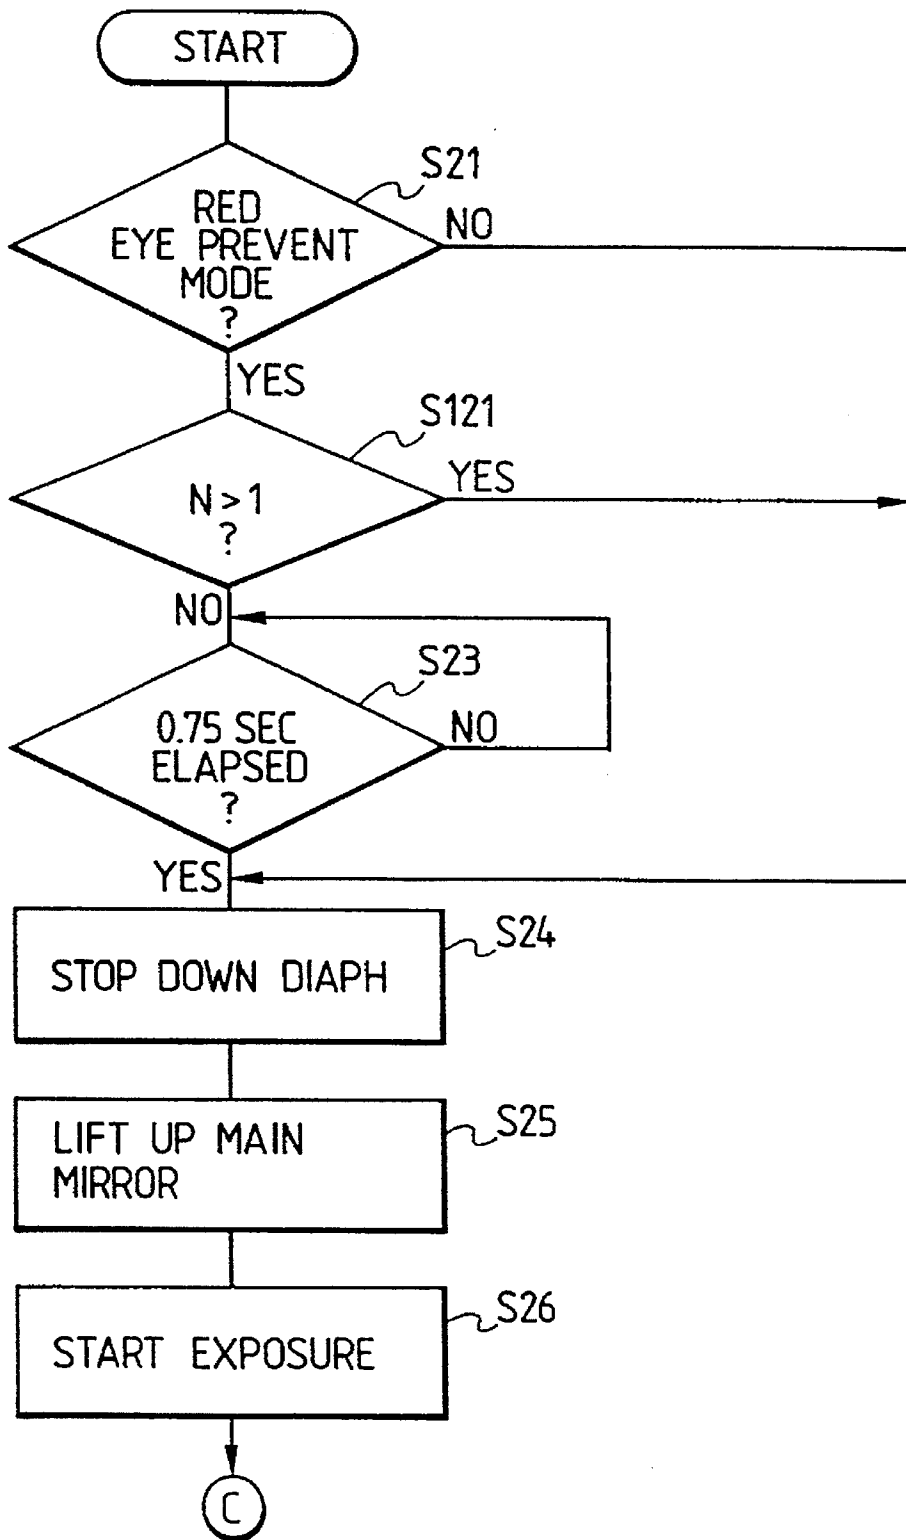 START
S21
RED
EYE PREVENT
MODE
?
NO
YES
S121
N>1
?
YES
NO
S23
0.75 SEC
ELAPSED
?
NO
YES
S24
STOP DOWN DIAPH
S25
LIFT UP MAIN
MIRROR
S26
START EXPOSURE
C